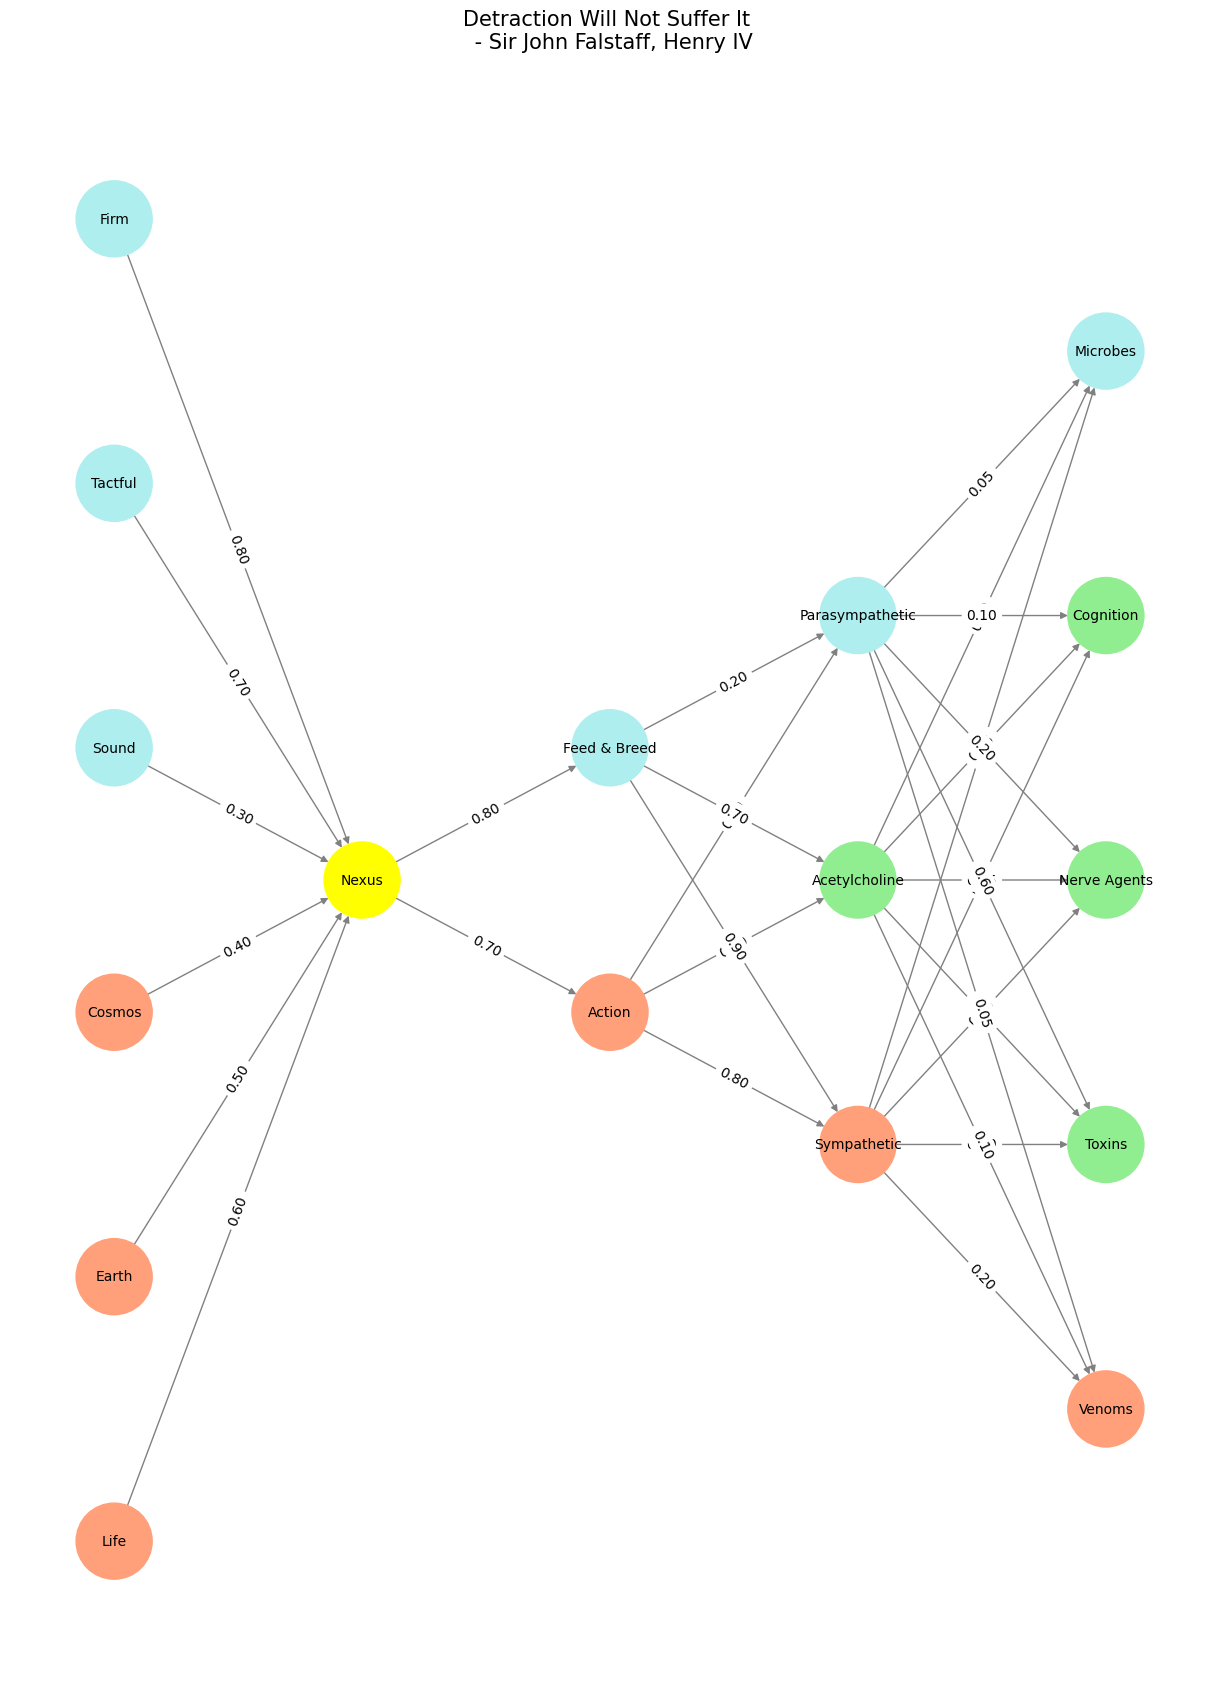 Detraction Will Not Suffer It
- Sir John Falstaff, Henry IV
Firm
Microbes
Tactful
0.05
0.80
Parasympathetic
0.10
Cognition
0.70
0.20
Sound
Feed & Breed
0.20
0.30
0.80
0.70
Nexus
Acetylcholine
0.60
Nerve Agents
0.40
0.70
0.90
Cosmos
Action
0.05
0.50
0.80
Sympathetic
0.10
Toxins
0.60
Earth
0.20
Venoms
Life